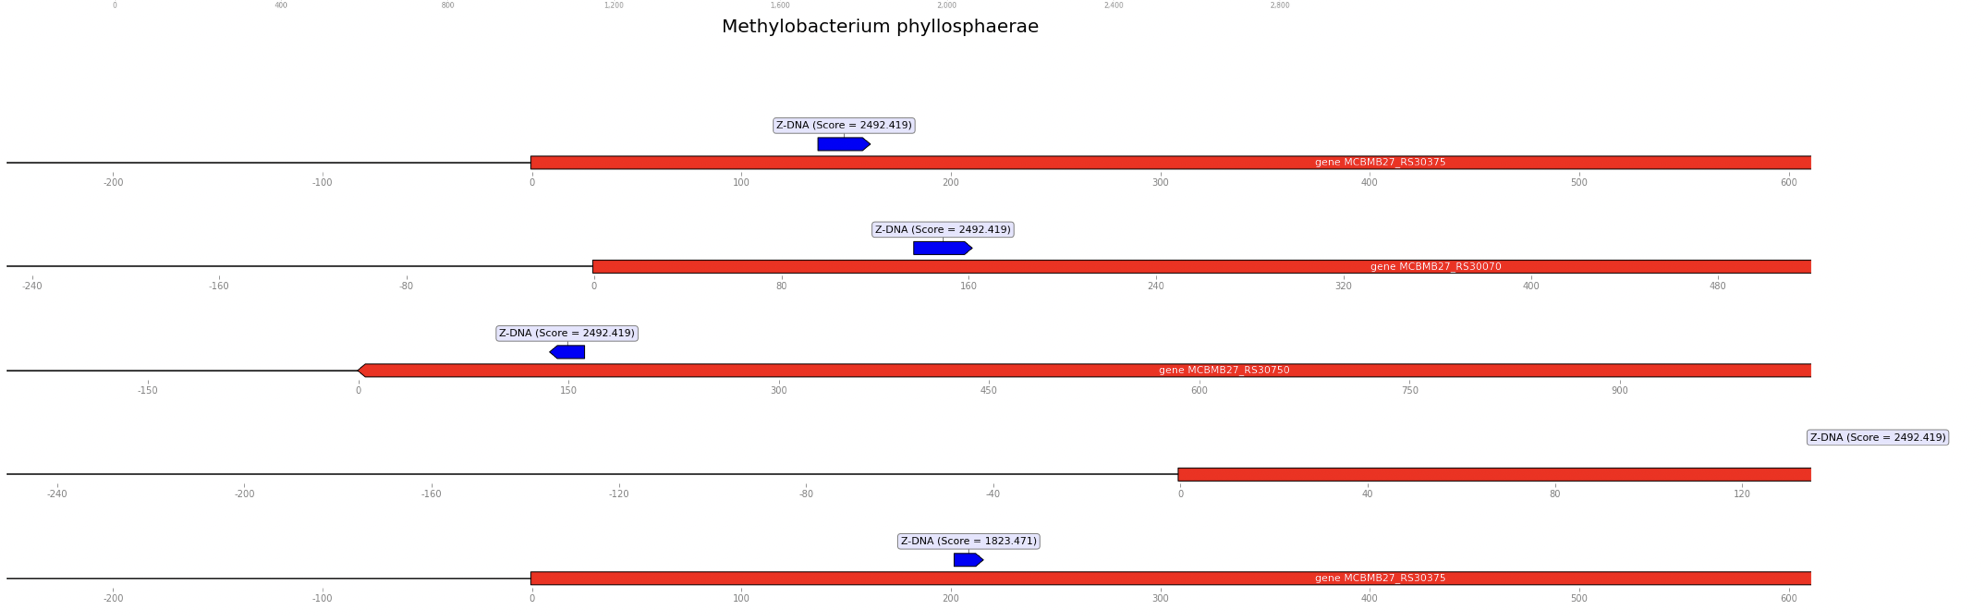 0 400 800 1,200 1,600 2,000 2,400 2,800
Methylobacterium phyllosphaerae
Z-DNA (Score = 2492.419)
gene MCBMB27_RS30375
-200 -100 0 100 200 300 400 500 600
Z-DNA (Score = 2492.419)
gene MCBMB27_RS30070
-240 -160 -80 0 80 160 240 320 400 480
Z-DNA (Score = 2492.419)
gene MCBMB27_RS30750
-150 0 150 300 450 600 750 900
Z-DNA (Score = 2492.419)
-240 -200 -160 -120 -80 -40 0 40 80 120
Z-DNA (Score = 1823.471)
gene MCBMB27_RS30375
-200 -100 0 100 200 300 400 500 600